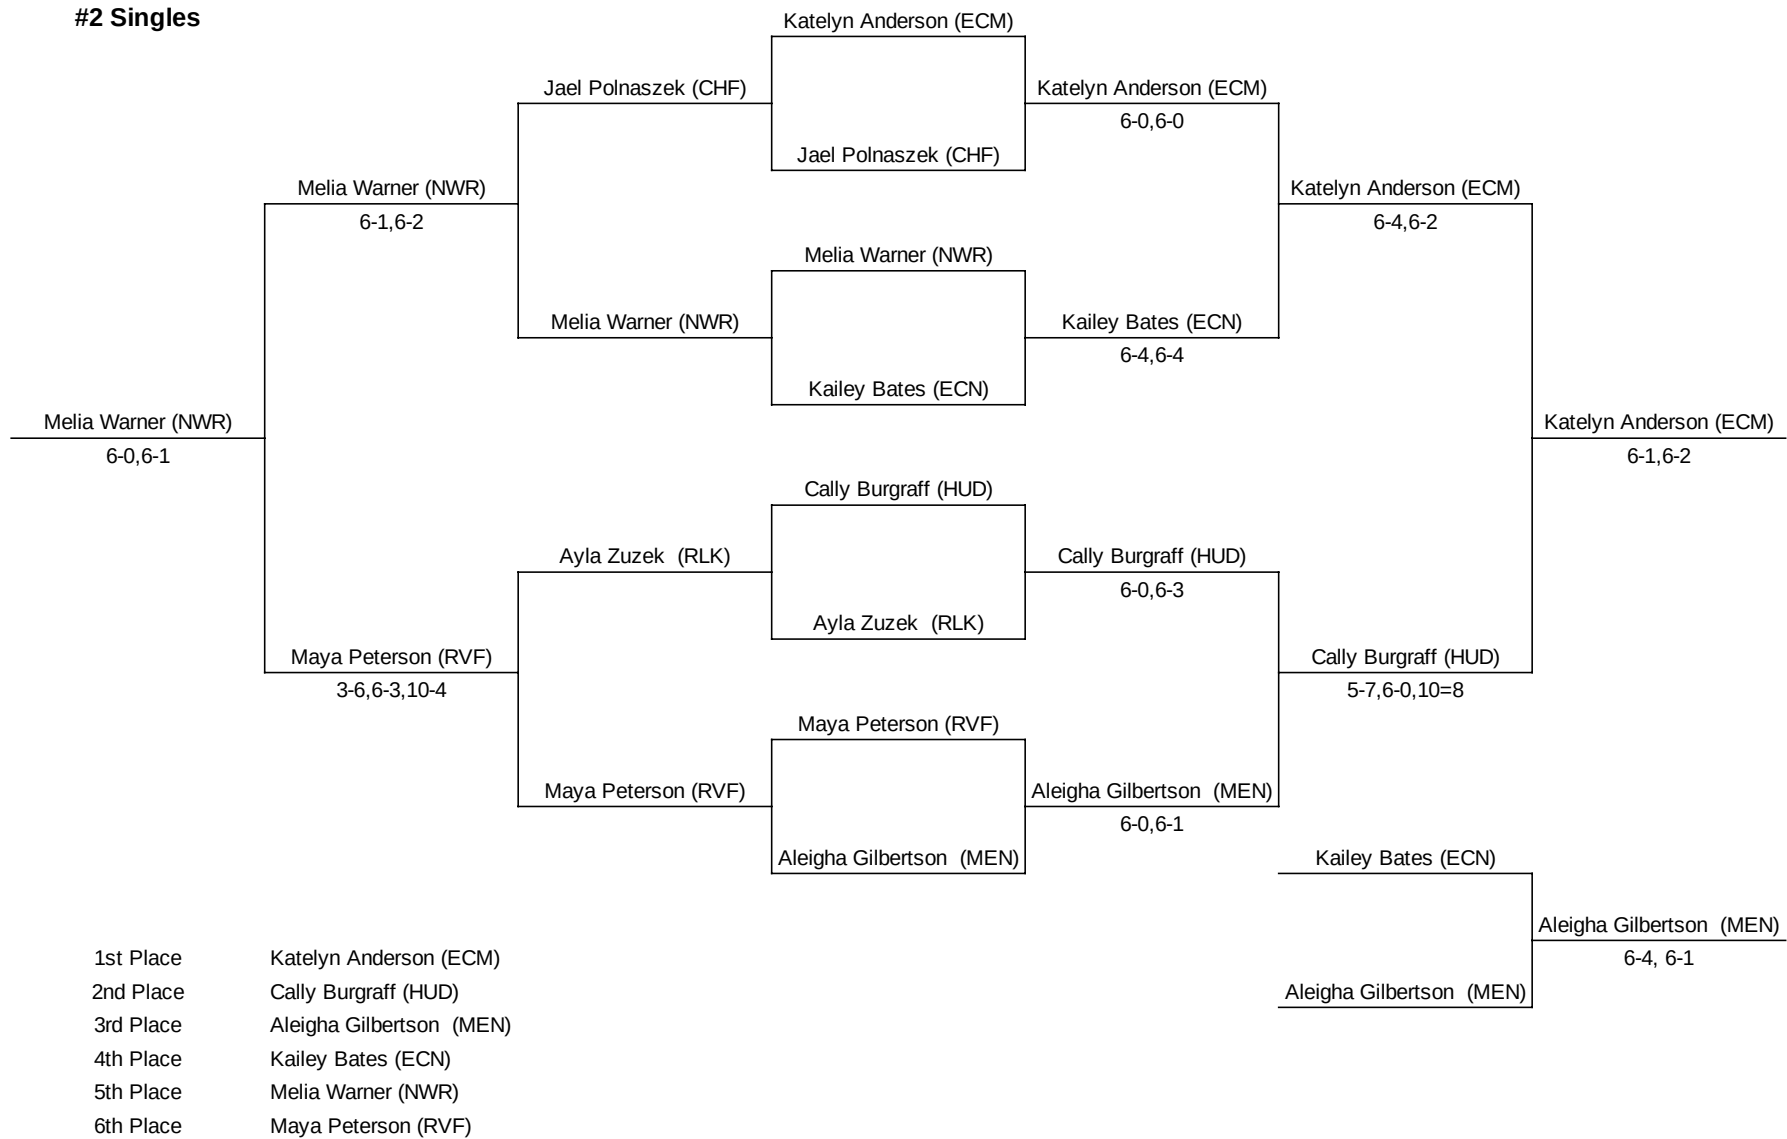 #2 Singles
Katelyn Anderson (ECM)
Jael Polnaszek (CHF)
Katelyn Anderson (ECM)
6-0,6-0
Jael Polnaszek (CHF)
Melia Warner (NWR)
Katelyn Anderson (ECM)
6-1,6-2
6-4,6-2
Melia Warner (NWR)
Melia Warner (NWR)
Kailey Bates (ECN)
6-4,6-4
Kailey Bates (ECN)
Melia Warner (NWR)
Katelyn Anderson (ECM)
6-0,6-1
6-1,6-2
Cally Burgraff (HUD)
Ayla Zuzek  (RLK)
Cally Burgraff (HUD)
6-0,6-3
Ayla Zuzek  (RLK)
Maya Peterson (RVF)
Cally Burgraff (HUD)
3-6,6-3,10-4
5-7,6-0,10=8
Maya Peterson (RVF)
Maya Peterson (RVF)
Aleigha Gilbertson  (MEN)
6-0,6-1
Aleigha Gilbertson  (MEN)
Kailey Bates (ECN)
Aleigha Gilbertson  (MEN)
6-4, 6-1
Aleigha Gilbertson  (MEN)
1st Place Katelyn Anderson (ECM)
2nd Place Cally Burgraff (HUD)
3rd Place Aleigha Gilbertson  (MEN)
4th Place Kailey Bates (ECN)
5th Place Melia Warner (NWR)
6th Place Maya Peterson (RVF)